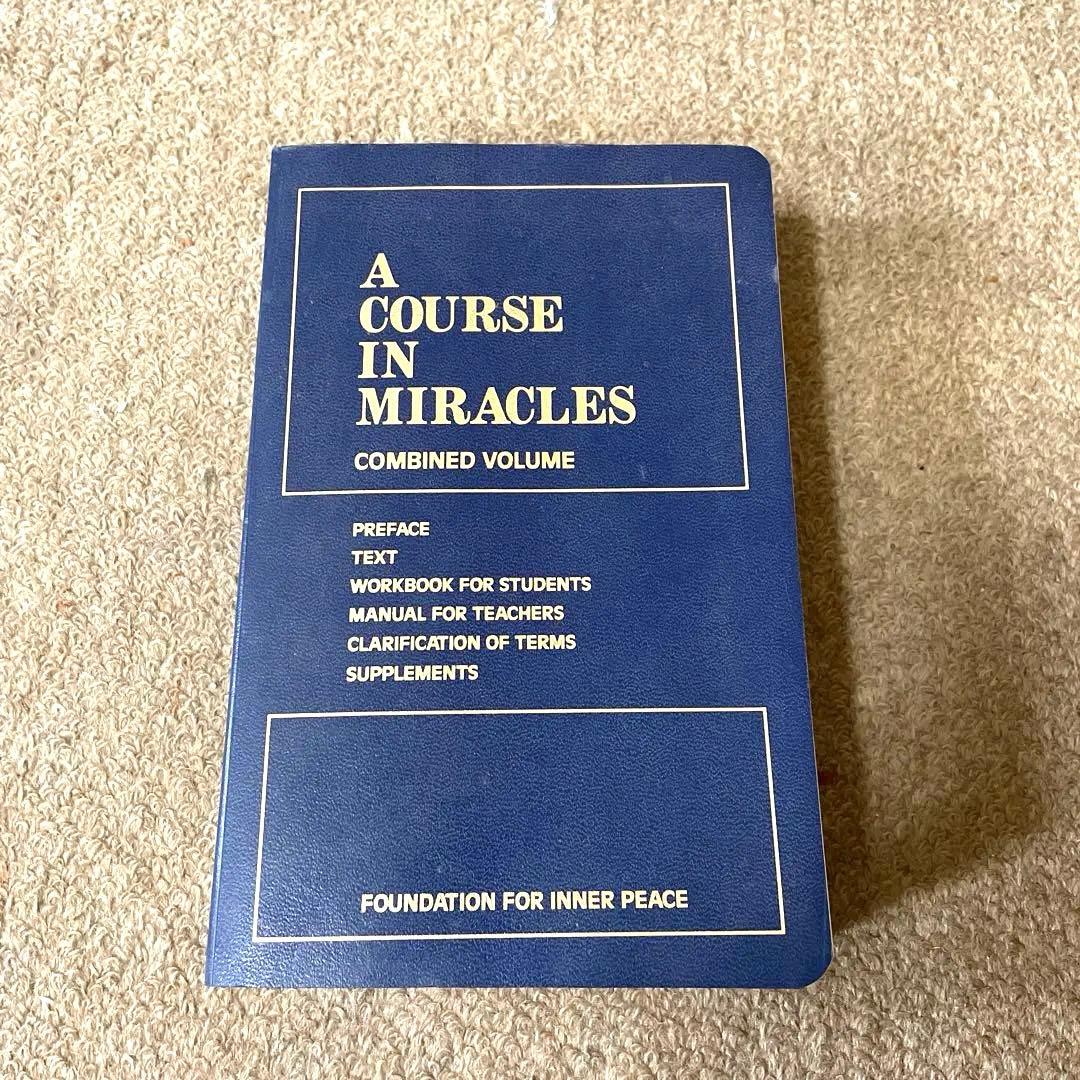 A
COURSE
IN
MIRACLES
COMBINED VOLUME
PREFACE
TEXT
WORKBOOK FOR STUDENTS
MANUAL FOR TEACHERS
CLARIFICATION OF TERMS
SUPPLEMENTS
FOUNDATION FOR INNER PEACE